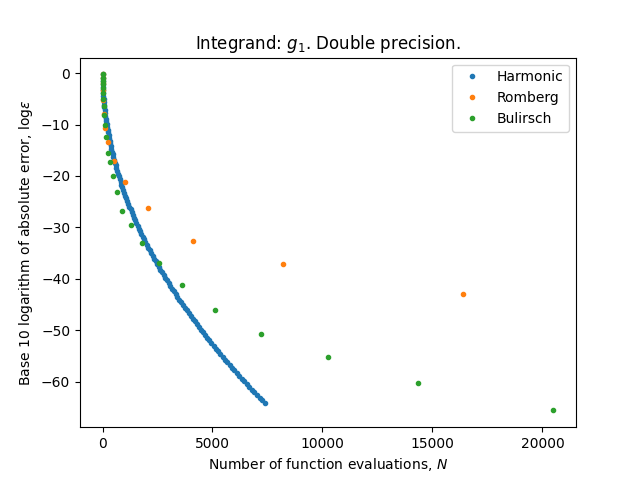 Integrand: g₁. Double precision.
Harmonic
Romberg
Bulirsch
Base 10 logarithm of absolute error, logε
0
−10
−20
−30
−40
−50
−60
0 5000 10000 15000 20000
Number of function evaluations, N